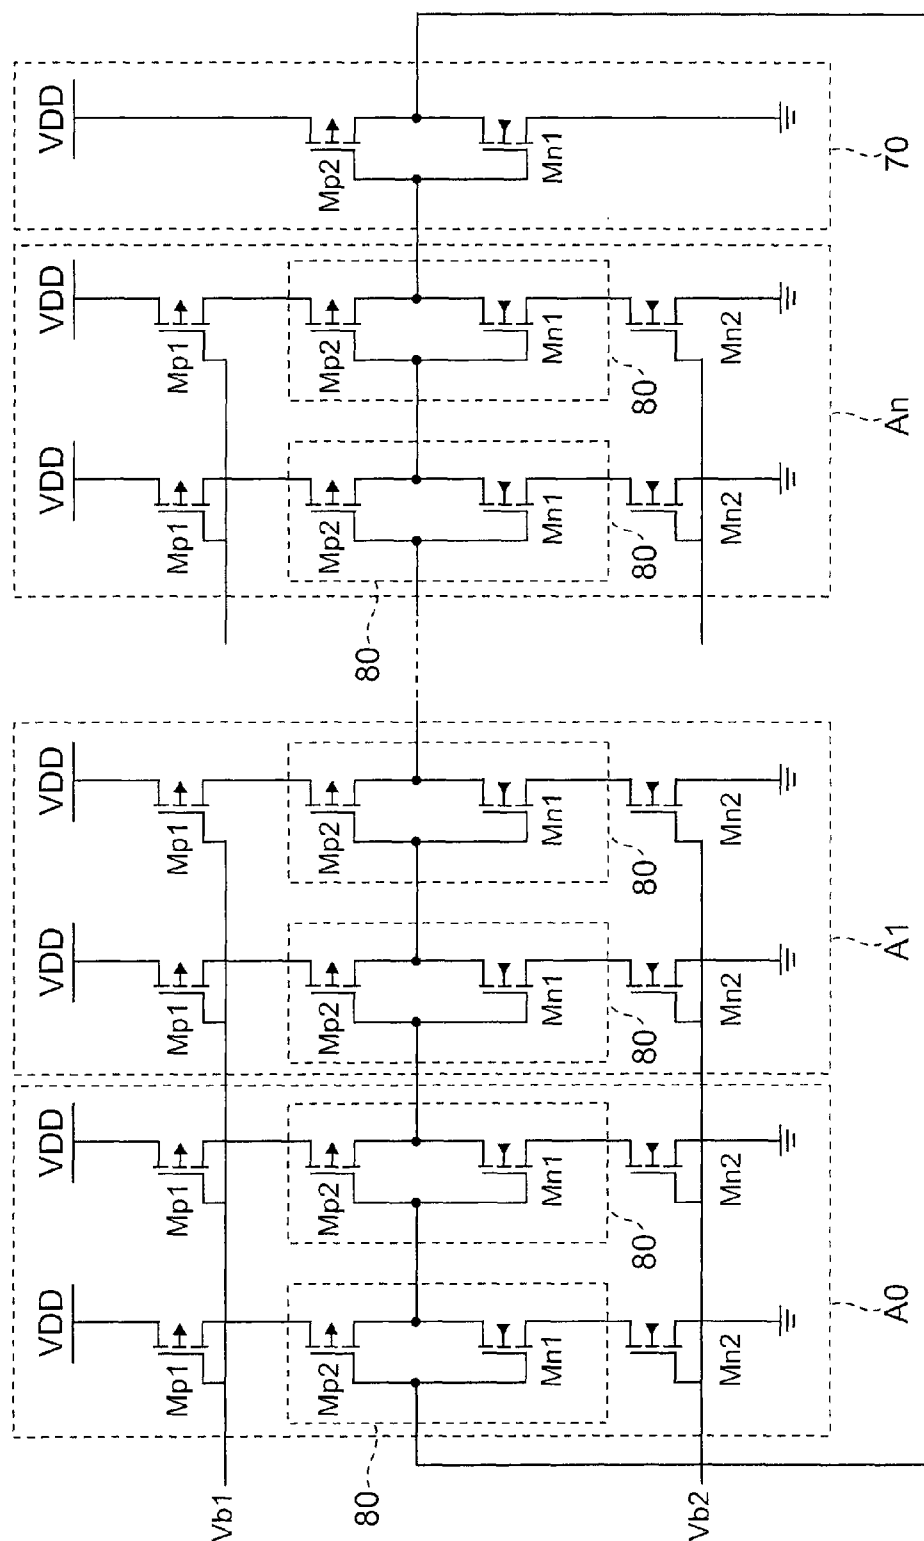 VDD VDD VDD VDD VDD VDD VDD
Mp1 Mp1 Mp1 Mp1 Mp1 Mp1
Vb1
Mp2 Mp2 Mp2 Mp2 Mp2 Mp2 Mp2
80 80
Mn1 Mn1 Mn1 Mn1 Mn1 Mn1 Mn1
80 80 80 80 80
Vb2
Mn2 Mn2 Mn2 Mn2 Mn2 Mn2
A0 A1 An 70